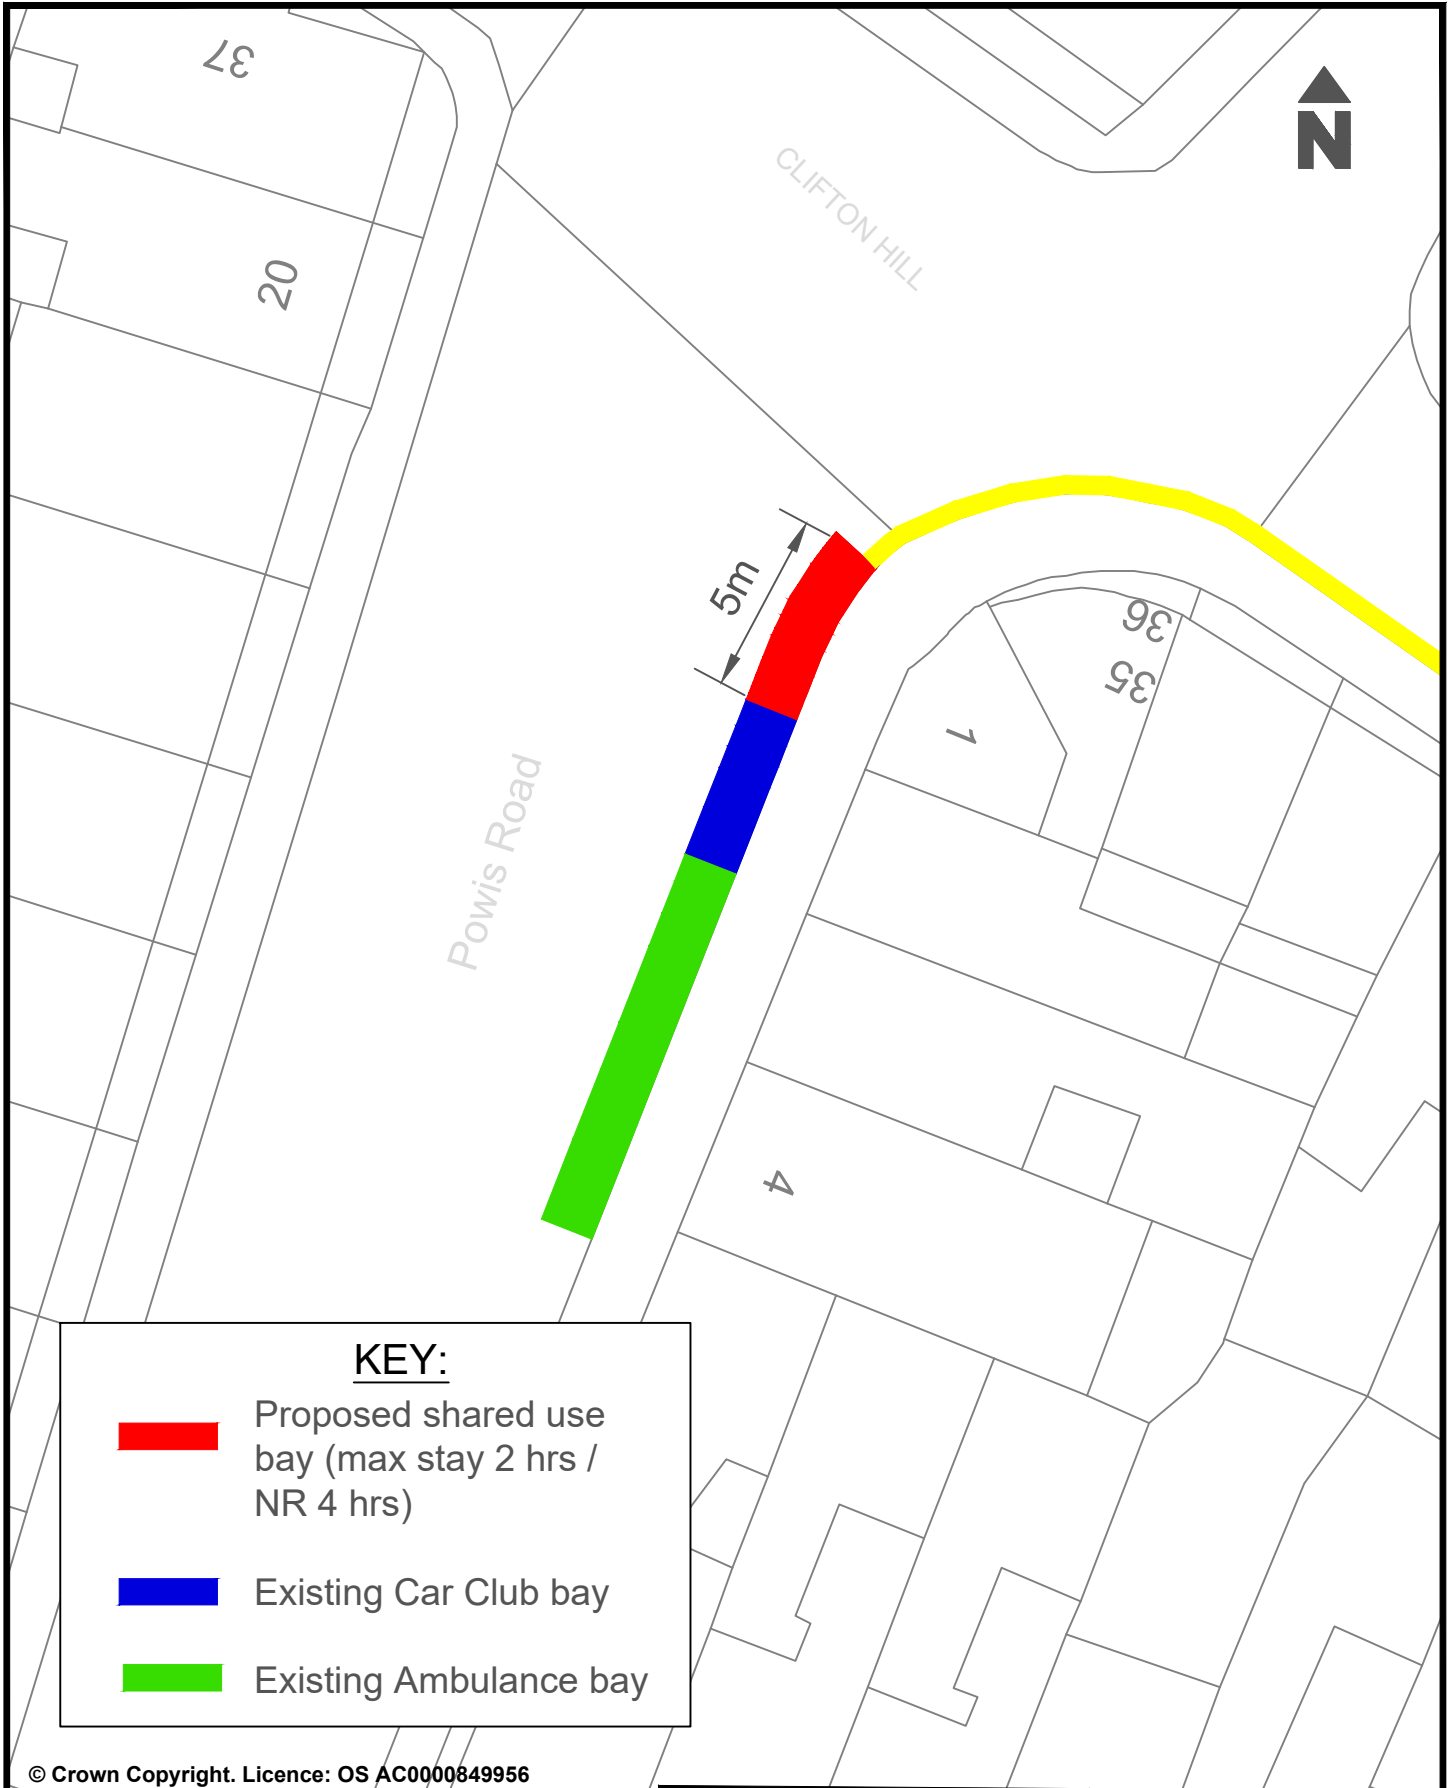 37
N
CLIFTON HILL
20
5m
36
35
1
Powis Road
4
KEY:
Proposed shared use
bay (max stay 2 hrs /
NR 4 hrs)
Existing Car Club bay
Existing Ambulance bay
© Crown Copyright. Licence: OS AC0000849956